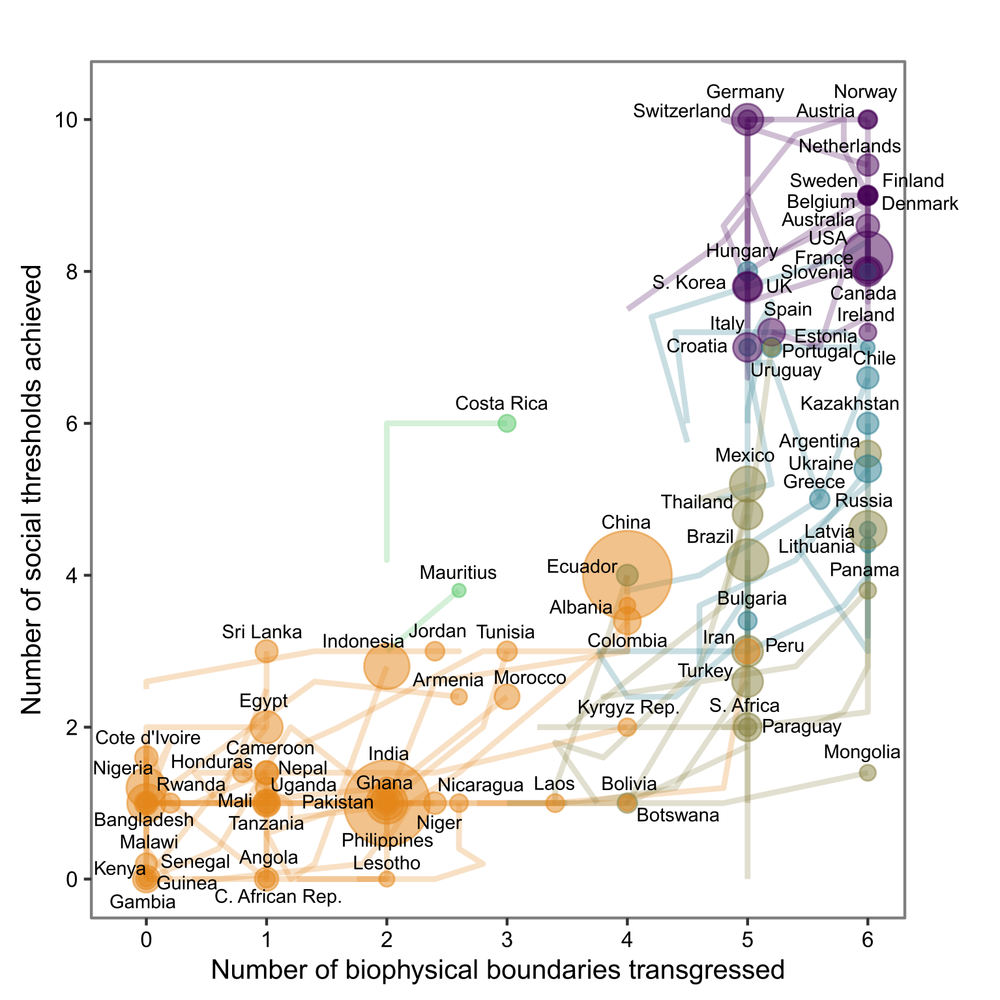 Germany
Norway
Switzerland
Austria
10
Netherlands
Sweden
Finland
Belgium
Denmark
Australia
USA
Hungary
France
8
Slovenia
S. Korea
UK
Canada
Spain
Ireland
Italy
Estonia
Croatia
Portugal
Chile
Uruguay
Costa Rica
Kazakhstan
6
Argentina
Mexico
Ukraine
Greece
Thailand
Russia
China
Latvia
Brazil
Lithuania
Ecuador
Mauritius
Panama
4
Bulgaria
Albania
Sri Lanka
Jordan
Tunisia
Indonesia
Colombia
Iran
Peru
Armenia
Morocco
Turkey
Egypt
Kyrgyz Rep.
S. Africa
2
Paraguay
Cote d'Ivoire
Cameroon
India
Mongolia
Honduras
Nigeria
Nepal
Rwanda
Uganda
Ghana
Nicaragua
Laos
Bolivia
Mali
Pakistan
Bangladesh
Tanzania
Niger
Botswana
Malawi
Philippines
Senegal
Angola
Lesotho
Kenya
0
Guinea
Gambia
C. African Rep.
0 1 2 3 4 5 6
Number of biophysical boundaries transgressed
Number of social thresholds achieved